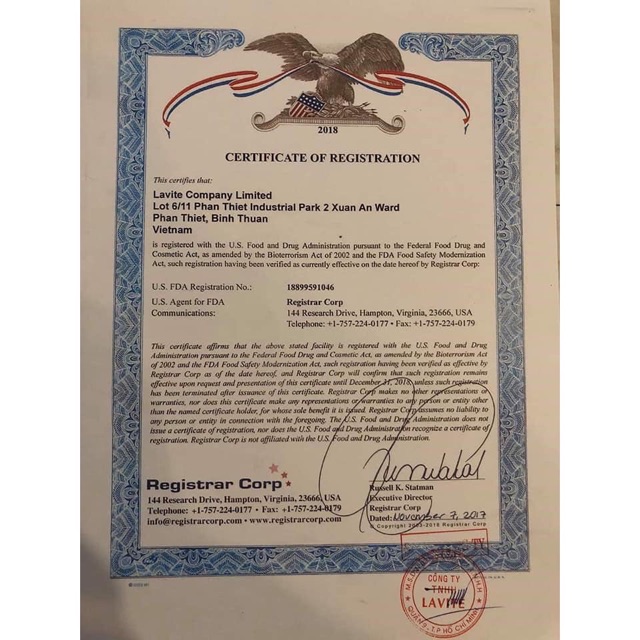 2018
CERTIFICATE OF REGISTRATION
This certifies that:
Lavite Company Limited
Lot 6/11 Phan Thiet Industrial Park 2 Xuan An Ward
Phan Thiet, Binh Thuan
Vietnam
is registered with the U.S. Food and Drug Administration pursuant to the Federal Food Drug and
Cosmetic Act, as amended by the Bioterrorism Act of 2002 and the FDA Food Safety Modernization
Act, such registration having been verified as currently effective on the date hereof by Registrar Corp:
U.S. FDA Registration No.: 18899591046
U.S. Agent for FDA Registrar Corp
Communications: 144 Research Drive, Hampton, Virginia, 23666, USA
Telephone: +1-757-224-0177 • Fax: +1-757-224-0179
This certificate affirms that the above stated facility is registered with the U.S. Food and Drug
Administration pursuant to the Federal Food Drug and Cosmetic Act, as amended by the Bioterrorism Act
of 2002 and the FDA Food Safety Modernization Act, such registration having been verified as effective by
Registrar Corp as of the date hereof, and Registrar Corp will confirm that such registration remains
effective upon request and presentation of this certificate until December 31, 2018, unless such registration
has been terminated after issuance of this certificate. Registrar Corp makes no other representations or
warranties, nor does this certificate make any representations or warranties to any person or entity other
than the named certificate holder, for whose sole benefit it is issued. Registrar Corp assumes no liability to
any person or entity in connection with the foregoing. The U.S. Food and Drug Administration does not
issue a certificate of registration, nor does the U.S. Food and Drug Administration recognize a certificate of
registration. Registrar Corp is not affiliated with the U.S. Food and Drug Administration.
Registrar Corp
144 Research Drive, Hampton, Virginia, 23666, USA
Telephone: +1-757-224-0177 • Fax: +1-757-224-0179
info@registrarcorp.com • www.registrarcorp.com
Russell K. Statman
Executive Director
Registrar Corp
Dated: November 7, 2017
© Copyright 2003-2018 Registrar Corp
CÔNG TY
TNHH
LAVITE
QUẬN 9 - T.P HỒ CHÍ MINH